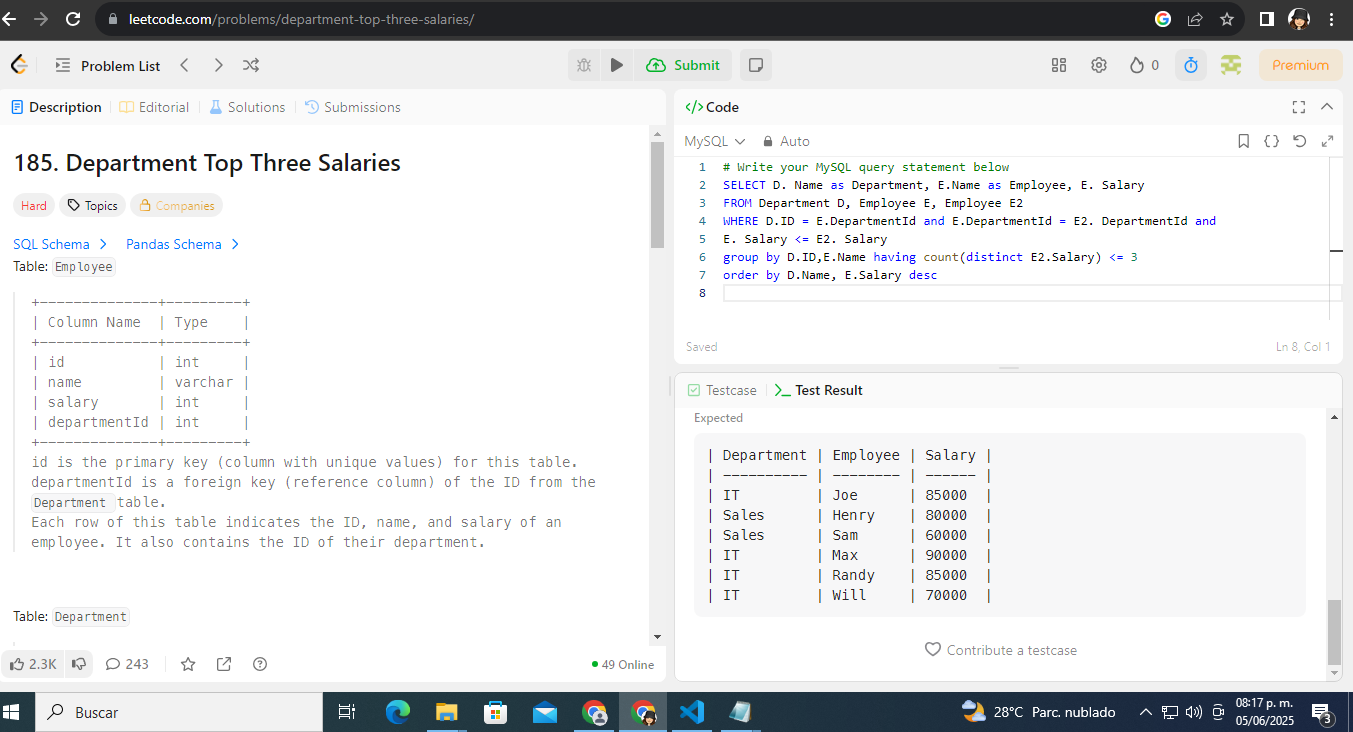 leetcode.com/problems/department-top-three-salaries/
Problem List
Submit
0
Premium
Description
Editorial
Solutions
Submissions
185. Department Top Three Salaries
Hard
Topics
Companies
SQL Schema
Pandas Schema
Table: Employee
+--------------+---------+
| Column Name  | Type    |
+--------------+---------+
| id           | int     |
| name         | varchar |
| salary       | int     |
| departmentId | int     |
+--------------+---------+
id is the primary key (column with unique values) for this table.
departmentId is a foreign key (reference column) of the ID from the
Department table.
Each row of this table indicates the ID, name, and salary of an
employee. It also contains the ID of their department.
Table: Department
2.3K
243
49 Online
</> Code
MySQL
Auto
1 # Write your MySQL query statement below
2 SELECT D. Name as Department, E.Name as Employee, E. Salary
3 FROM Department D, Employee E, Employee E2
4 WHERE D.ID = E.DepartmentId and E.DepartmentId = E2. DepartmentId and
5 E. Salary <= E2. Salary
6 group by D.ID,E.Name having count(distinct E2.Salary) <= 3
7 order by D.Name, E.Salary desc
8
Saved
Ln 8, Col 1
Testcase
Test Result
Expected
| Department | Employee | Salary |
| ---------- | -------- | ------ |
| IT         | Joe      | 85000  |
| Sales      | Henry    | 80000  |
| Sales      | Sam      | 60000  |
| IT         | Max      | 90000  |
| IT         | Randy    | 85000  |
| IT         | Will     | 70000  |
Contribute a testcase
Buscar
28°C Parc. nublado
08:17 p. m.
05/06/2025
3